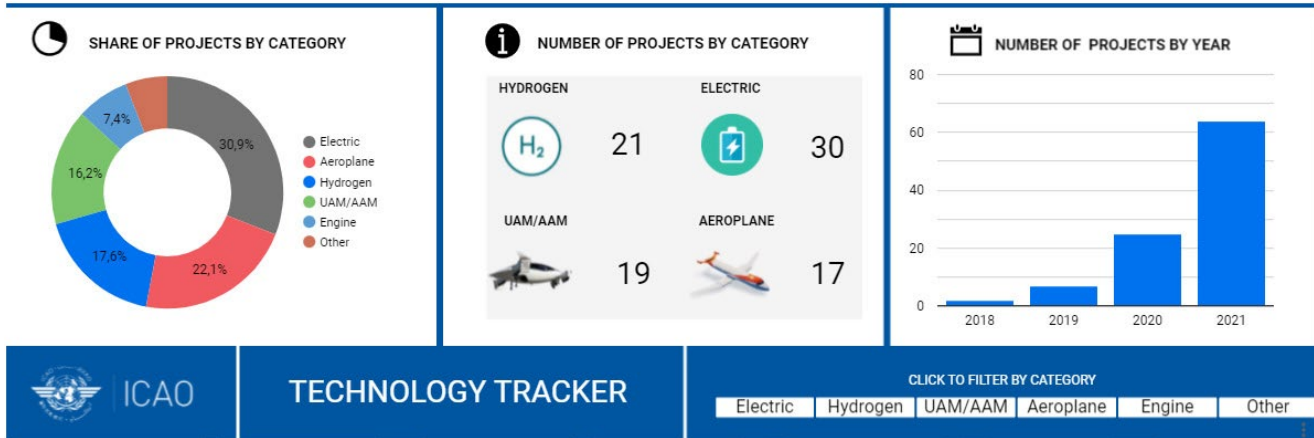 SHARE OF PROJECTS BY CATEGORY
7,4%
16,2%
30,9%
17,6%
22,1%
Electric
Aeroplane
Hydrogen
UAM/AAM
Engine
Other
NUMBER OF PROJECTS BY CATEGORY
HYDROGEN
ELECTRIC
H2
21
30
UAM/AAM
AEROPLANE
19
17
NUMBER OF PROJECTS BY YEAR
80
60
40
20
0
2018
2019
2020
2021
ICAO
TECHNOLOGY TRACKER
CLICK TO FILTER BY CATEGORY
Electric
Hydrogen
UAM/AAM
Aeroplane
Engine
Other